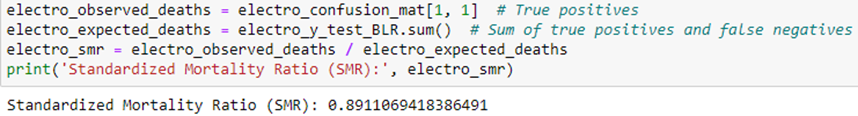 electro_observed_deaths = electro_confusion_mat[1, 1]  # True positives
electro_expected_deaths = electro_y_test_BLR.sum()  # Sum of true positives and false negatives
electro_smr = electro_observed_deaths / electro_expected_deaths
print('Standardized Mortality Ratio (SMR):', electro_smr)
Standardized Mortality Ratio (SMR): 0.8911069418386491